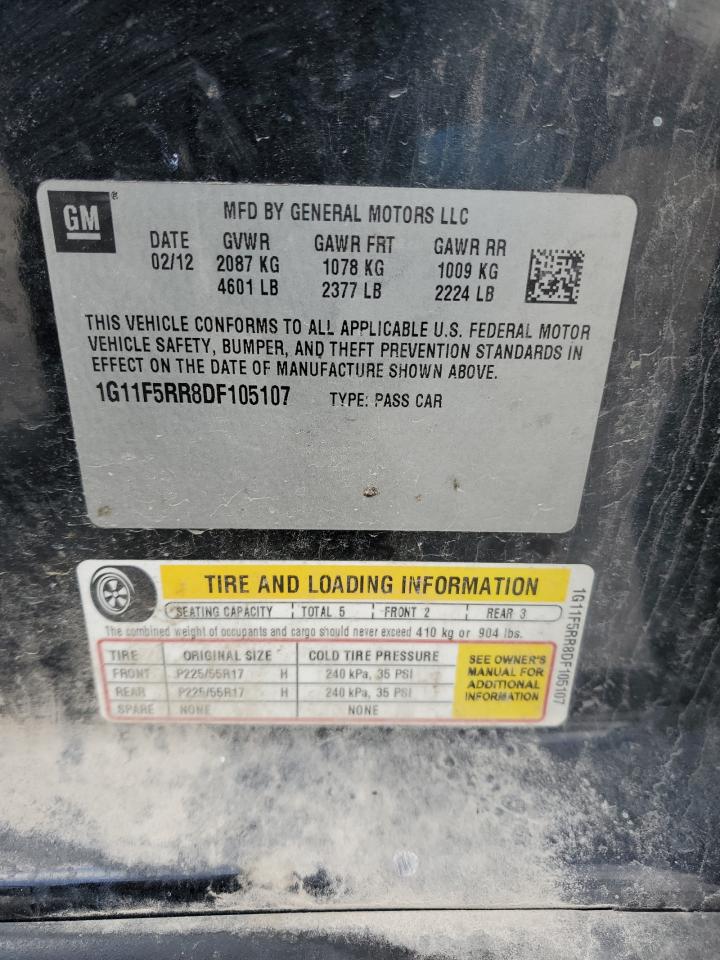 GM®
MFD BY GENERAL MOTORS LLC
DATE GVWR GAWR FRT GAWR RR
02/12 2087 KG 1078 KG 1009 KG
4601 LB 2377 LB 2224 LB
THIS VEHICLE CONFORMS TO ALL APPLICABLE U.S. FEDERAL MOTOR
VEHICLE SAFETY, BUMPER, AND THEFT PREVENTION STANDARDS IN
EFFECT ON THE DATE OF MANUFACTURE SHOWN ABOVE.
1G11F5RR8DF105107 TYPE: PASS CAR
TIRE AND LOADING INFORMATION
SEATING CAPACITY TOTAL 5 FRONT 2 REAR 3
The combined weight of occupants and cargo should never exceed 410 kg or 904 lbs.
TIRE ORIGINAL SIZE COLD TIRE PRESSURE
FRONT P225/55R17 H 240 kPa, 35 PSI
REAR P225/55R17 H 240 kPa, 35 PSI
SPARE NONE NONE
SEE OWNER'S
MANUAL FOR
ADDITIONAL
INFORMATION
1G11F5RR8DF105107